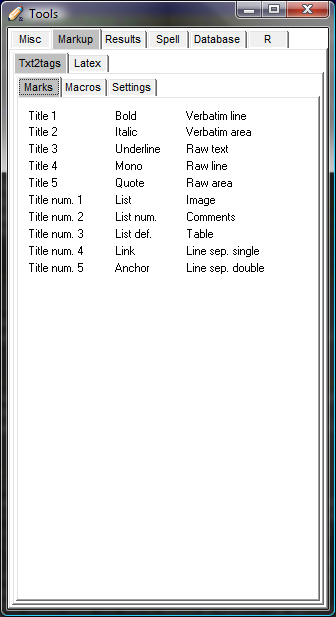 Tools
Misc Markup Results Spell Database R
Txt2tags Latex
Marks Macros Settings
Title 1 Bold Verbatim line
Title 2 Italic Verbatim area
Title 3 Underline Raw text
Title 4 Mono Raw line
Title 5 Quote Raw area
Title num. 1 List Image
Title num. 2 List num. Comments
Title num. 3 List def. Table
Title num. 4 Link Line sep. single
Title num. 5 Anchor Line sep. double